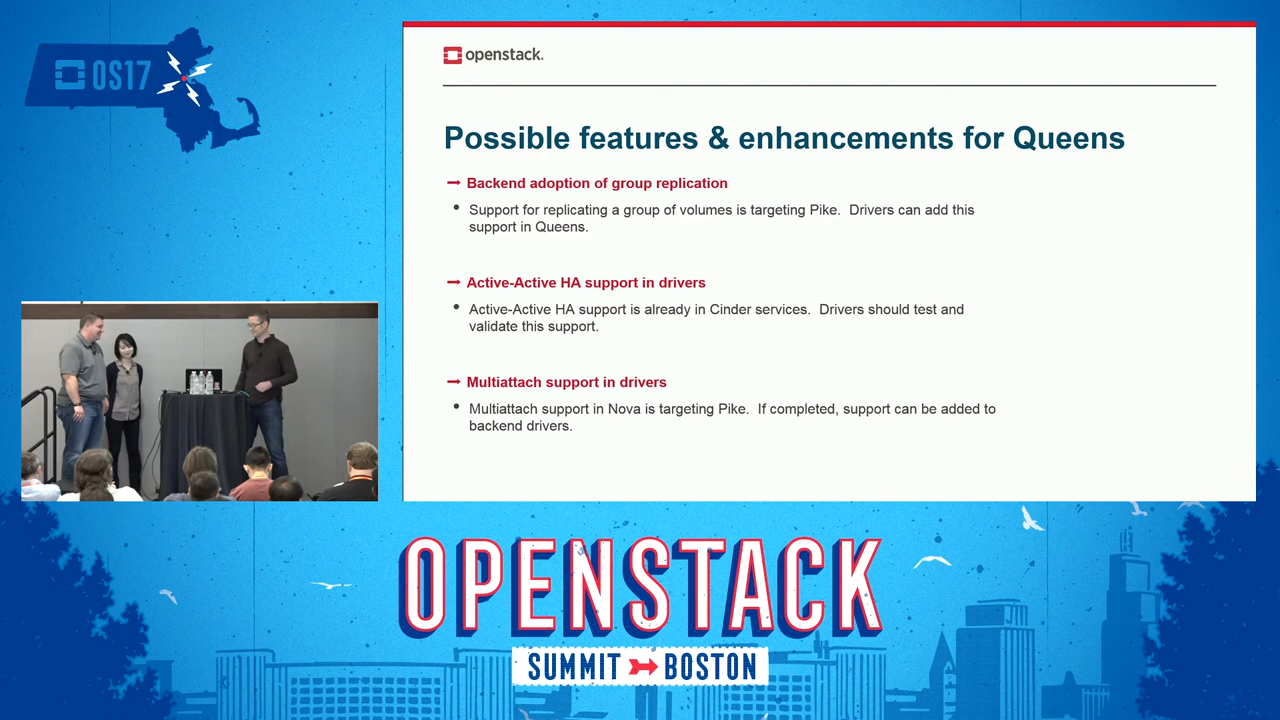 OS17
openstack.
Possible features & enhancements for Queens
Backend adoption of group replication
Support for replicating a group of volumes is targeting Pike. Drivers can add this
support in Queens.
Active-Active HA support in drivers
Active-Active HA support is already in Cinder services. Drivers should test and
validate this support.
Multiattach support in drivers
Multiattach support in Nova is targeting Pike. If completed, support can be added to
backend drivers.
OPENSTACK
SUMMIT BOSTON